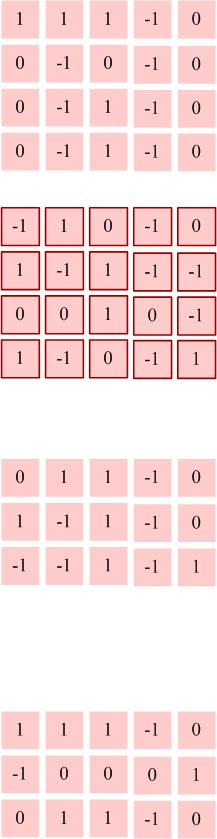 1 1 1 -1 0
0 -1 0 -1 0
0 -1 1 -1 0
0 -1 1 -1 0
-1 1 0 -1 0
1 -1 1 -1 -1
0 0 1 0 -1
1 -1 0 -1 1
0 1 1 -1 0
1 -1 1 -1 0
-1 -1 1 -1 1
1 1 1 -1 0
-1 0 0 0 1
0 1 1 -1 0